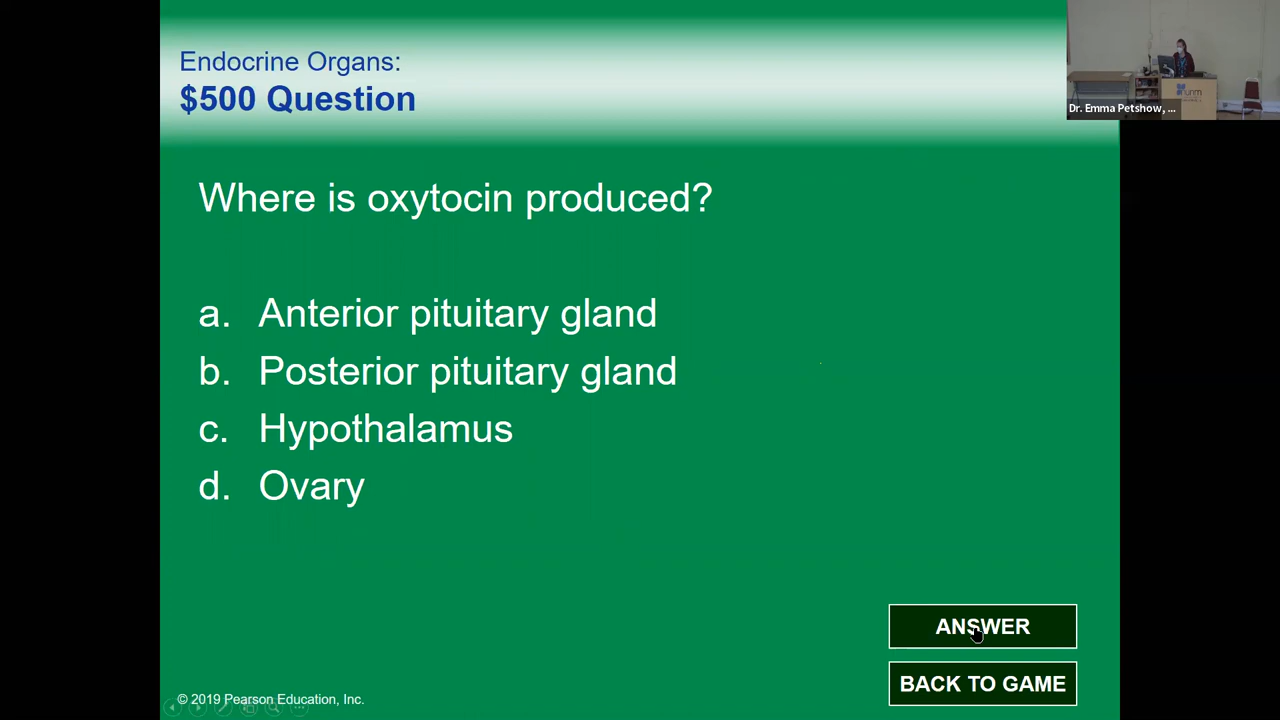 Endocrine Organs:
$500 Question
Dr. Emma Petshow, ...
Where is oxytocin produced?
a. Anterior pituitary gland
b. Posterior pituitary gland
c. Hypothalamus
d. Ovary
ANSWER
BACK TO GAME
© 2019 Pearson Education, Inc.